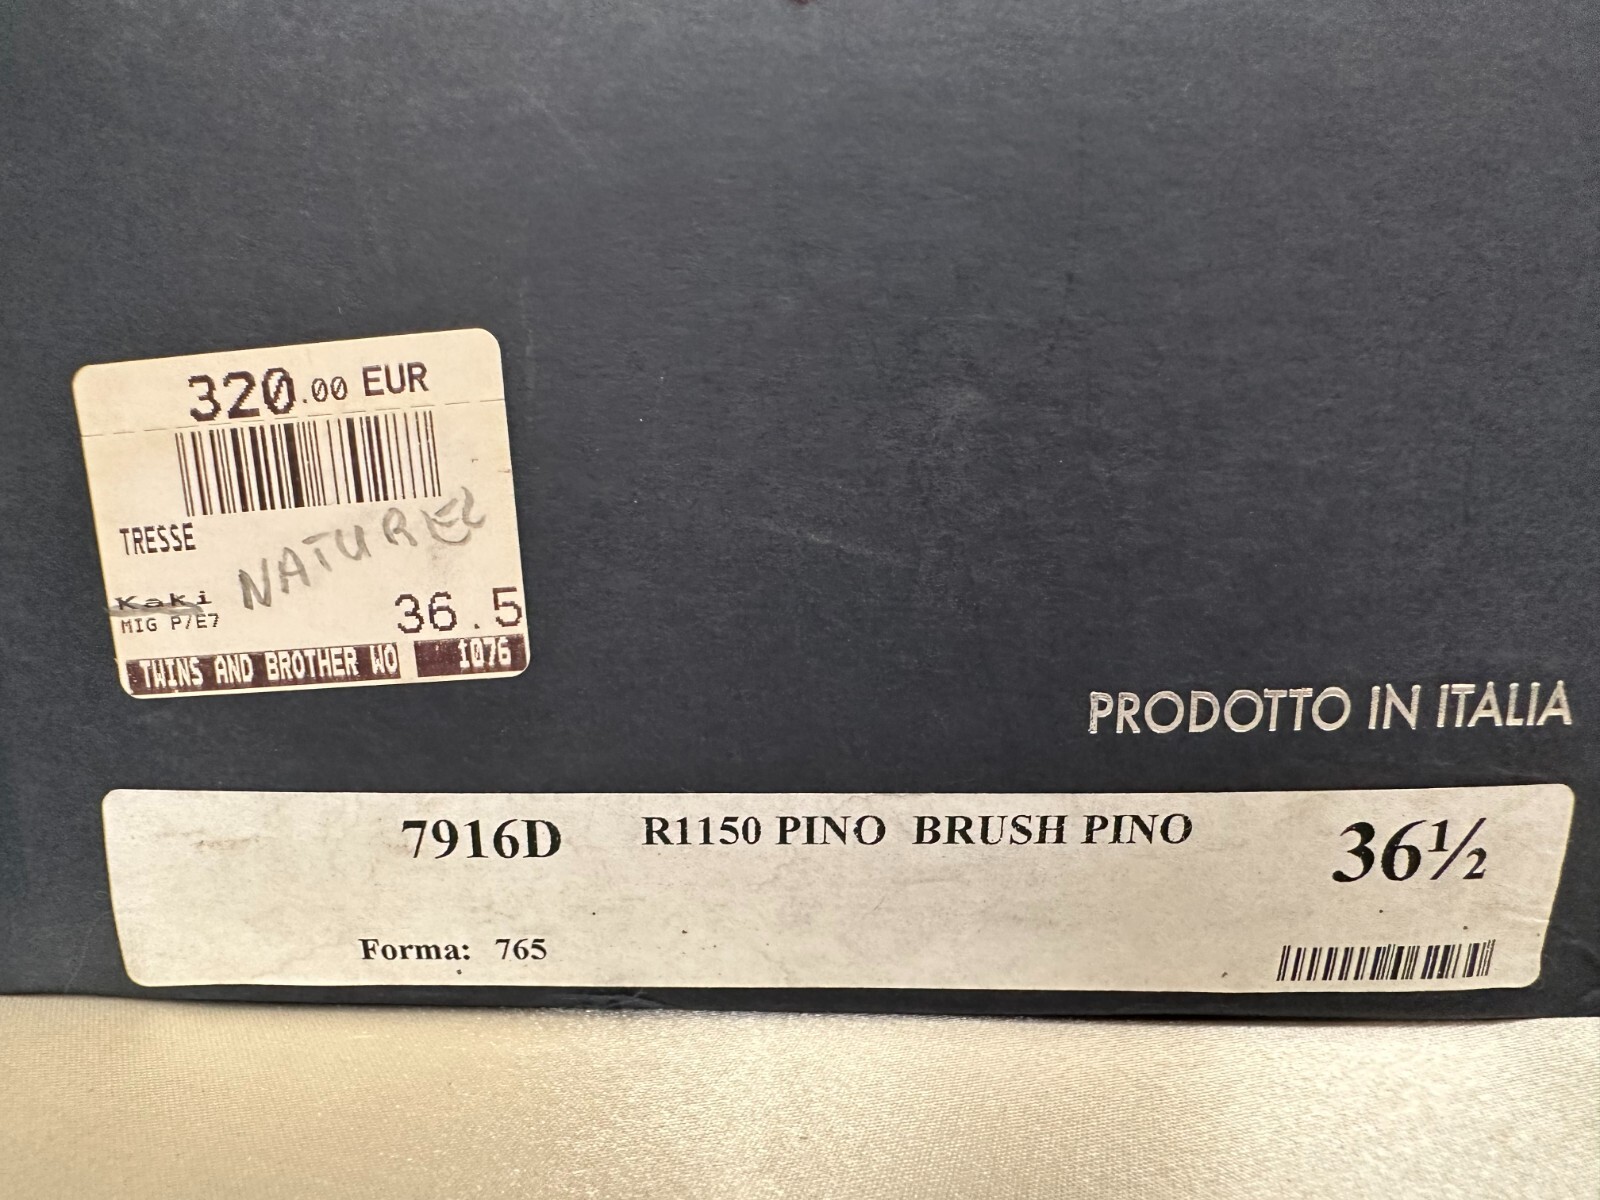 320.00 EUR
TRESSE
NATUREL
Kaki
36.5
MIG P/E7
TWINS AND BROTHER WO 1076
PRODOTTO IN ITALIA
7916D R1150 PINO BRUSH PINO 36½
Forma: 765